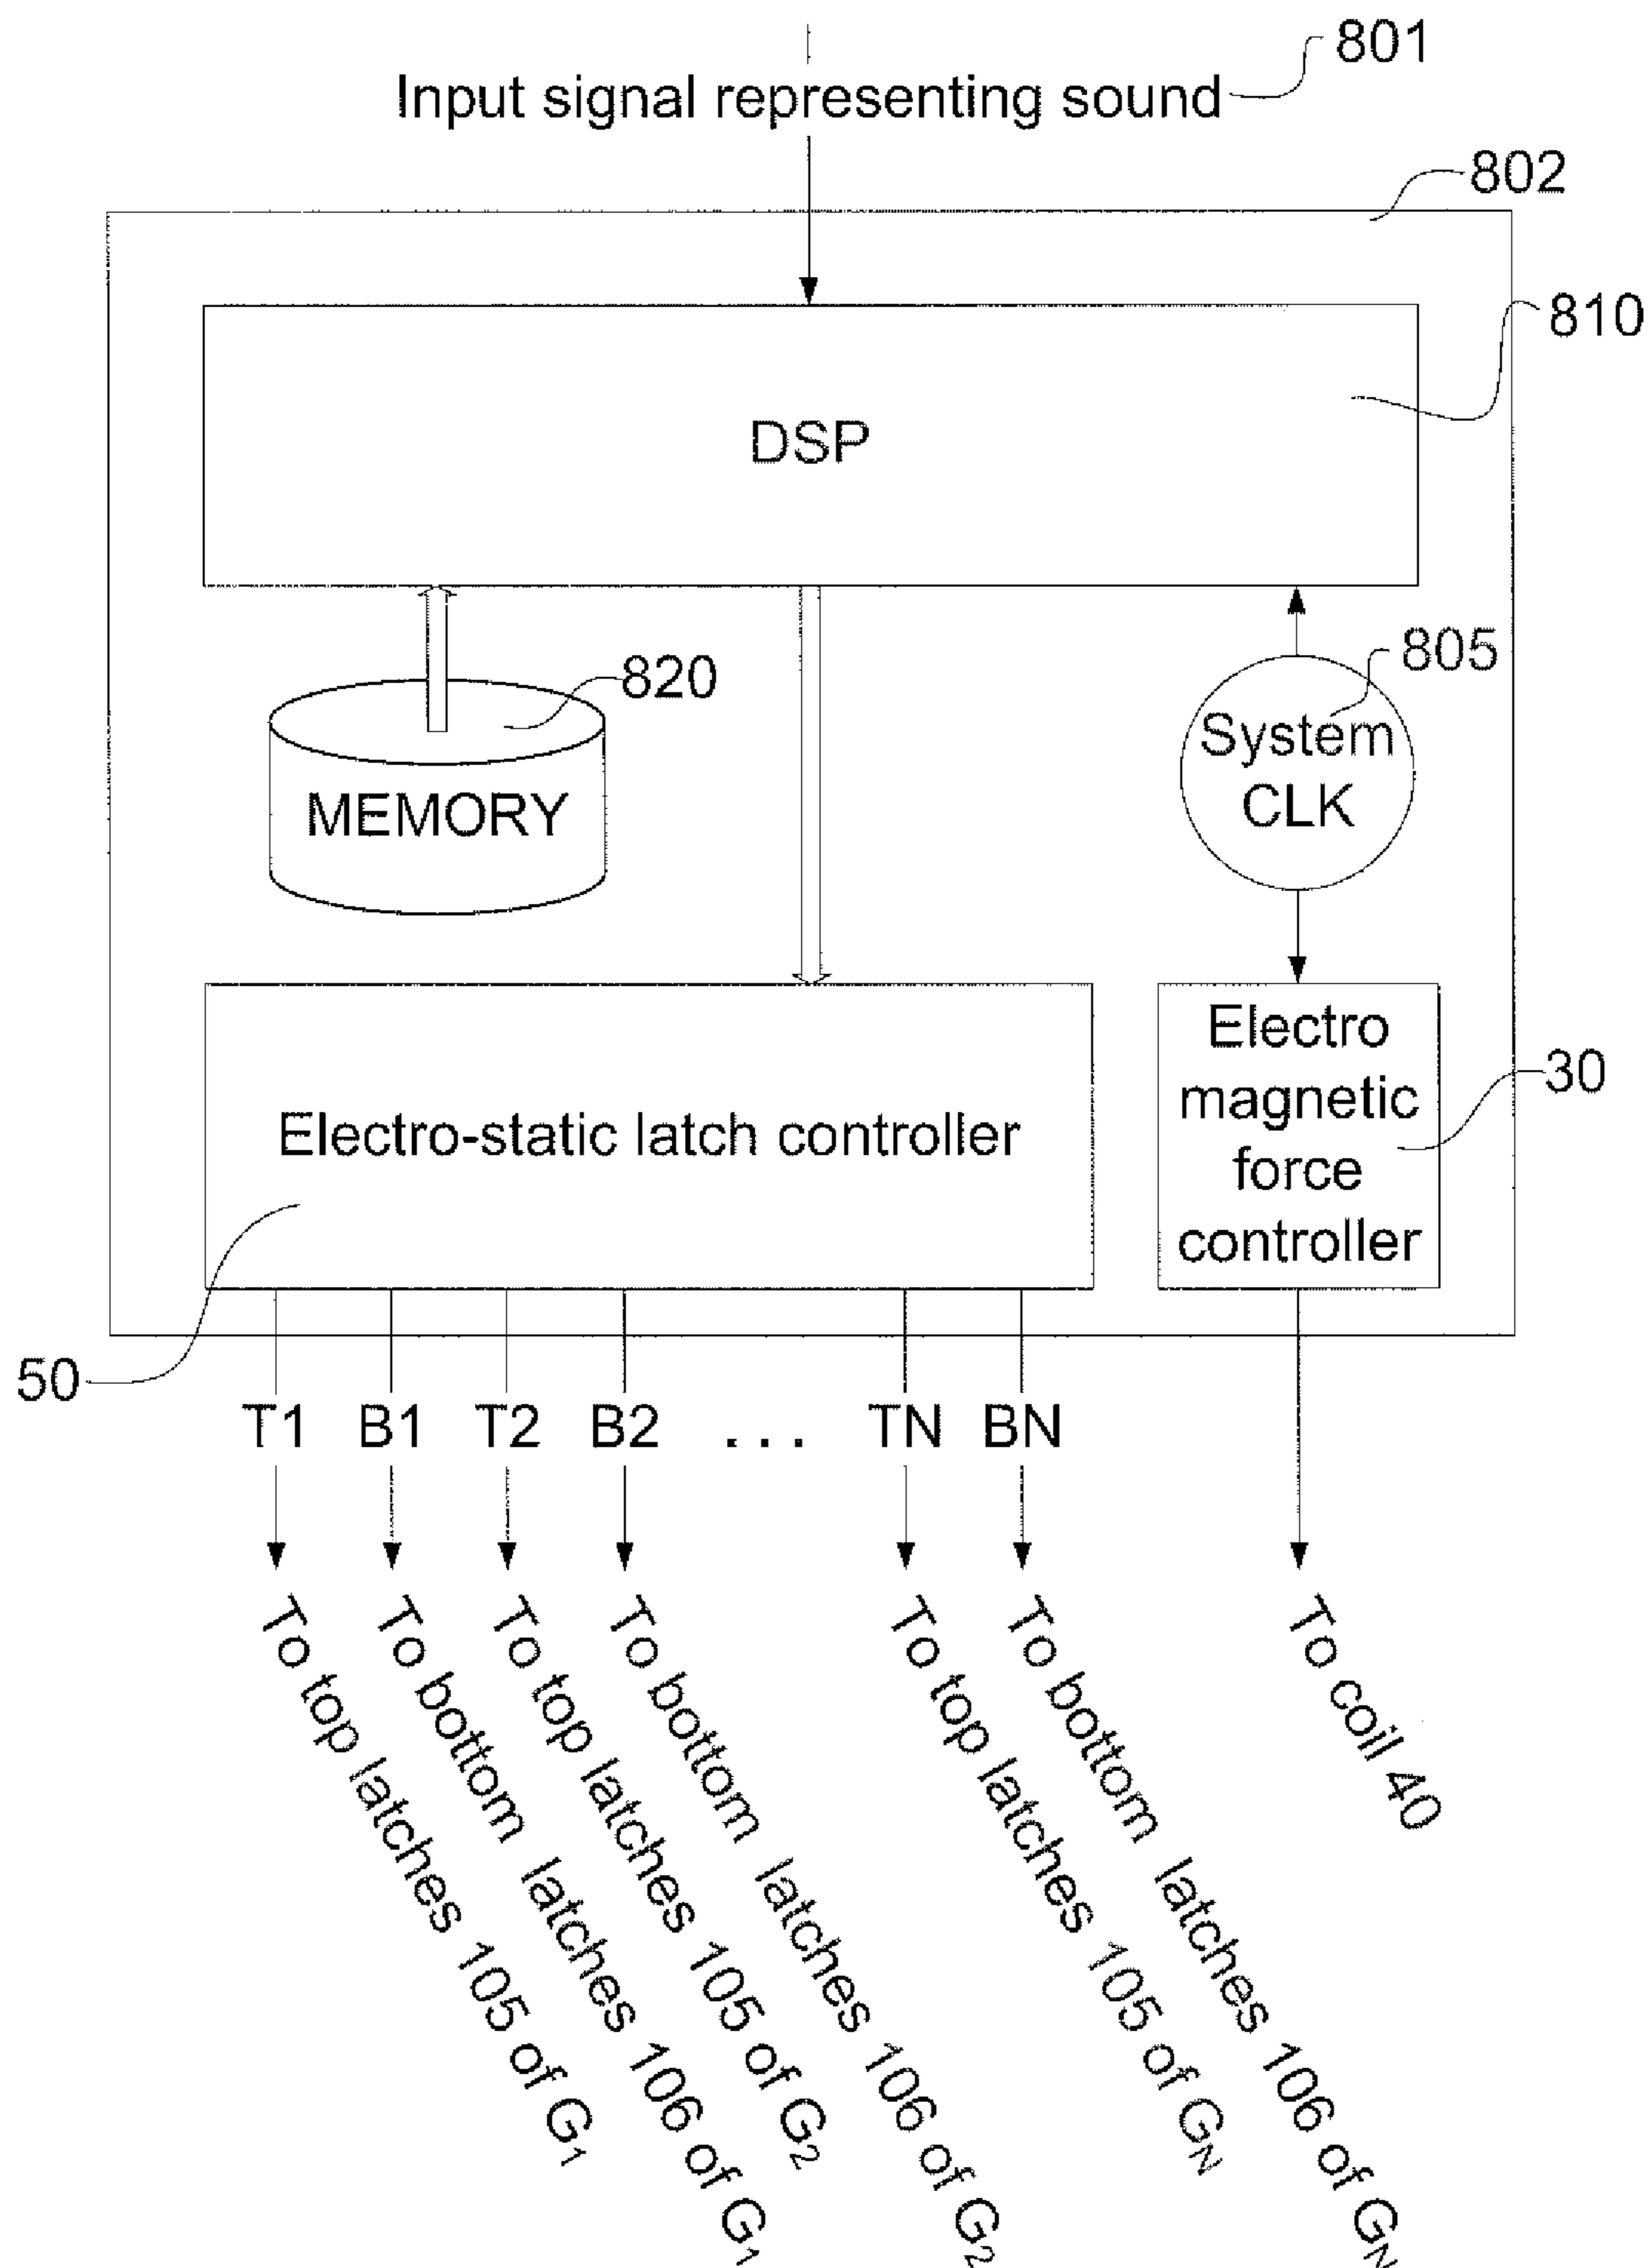 801
Input signal representing sound
802
810
DSP
820
805
System
CLK
MEMORY
Electro
magnetic
force
controller
30
Electro-static latch controller
50
T1 B1 T2 B2 ... TN BN
To top latches 105 of G₁
To bottom latches 106 of G₁
To top latches 105 of G₂
To bottom latches 106 of G₂
To top latches 105 of G_N
To bottom latches 106 of G_N
To coil 40